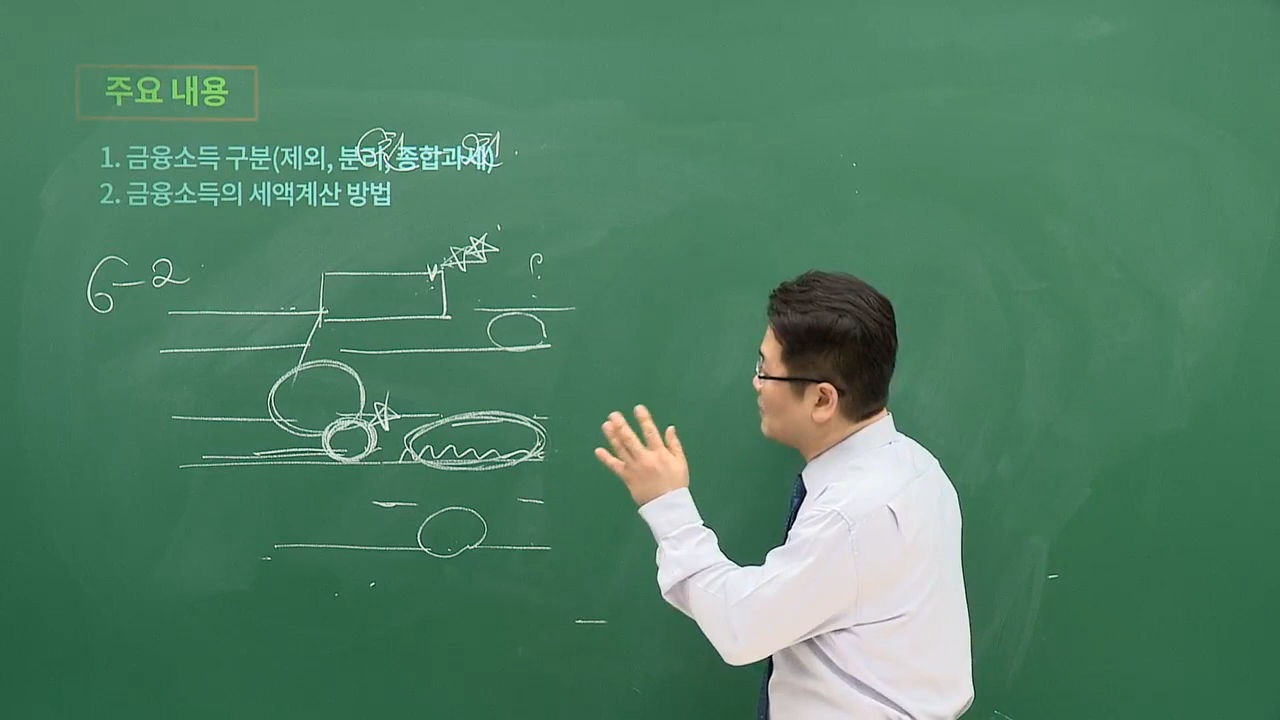 주요 내용
1. 금융소득 구분(제외, 분리, 종합과세)
2. 금융소득의 세액계산 방법
6-2
?